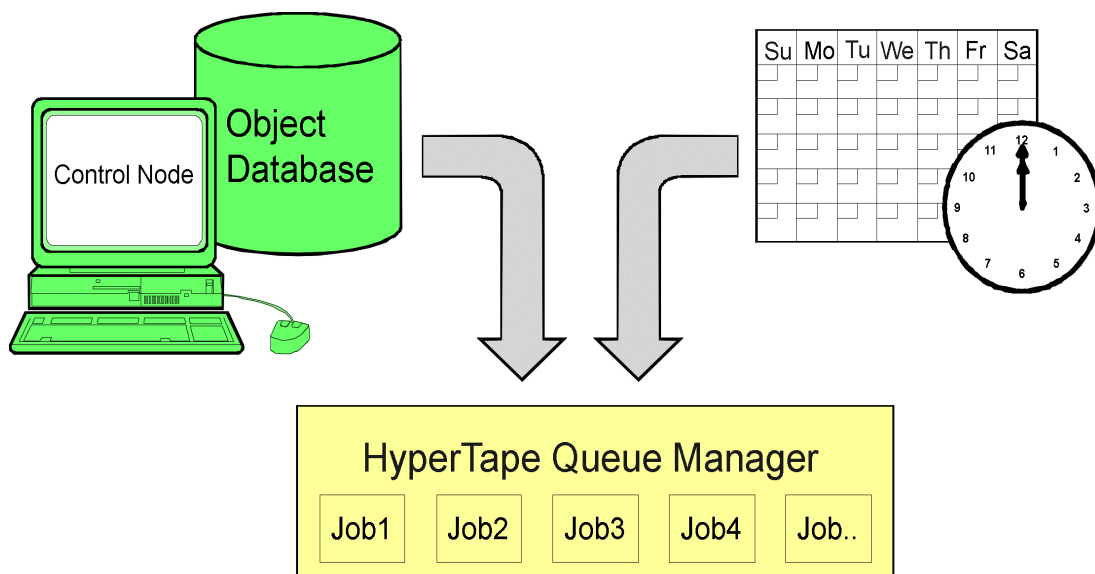 Control Node
Object
Database
Su Mo Tu We Th Fr Sa
12
11 1
10 2
9 3
8 4
7 5
6
HyperTape Queue Manager
Job1 Job2 Job3 Job4 Job..